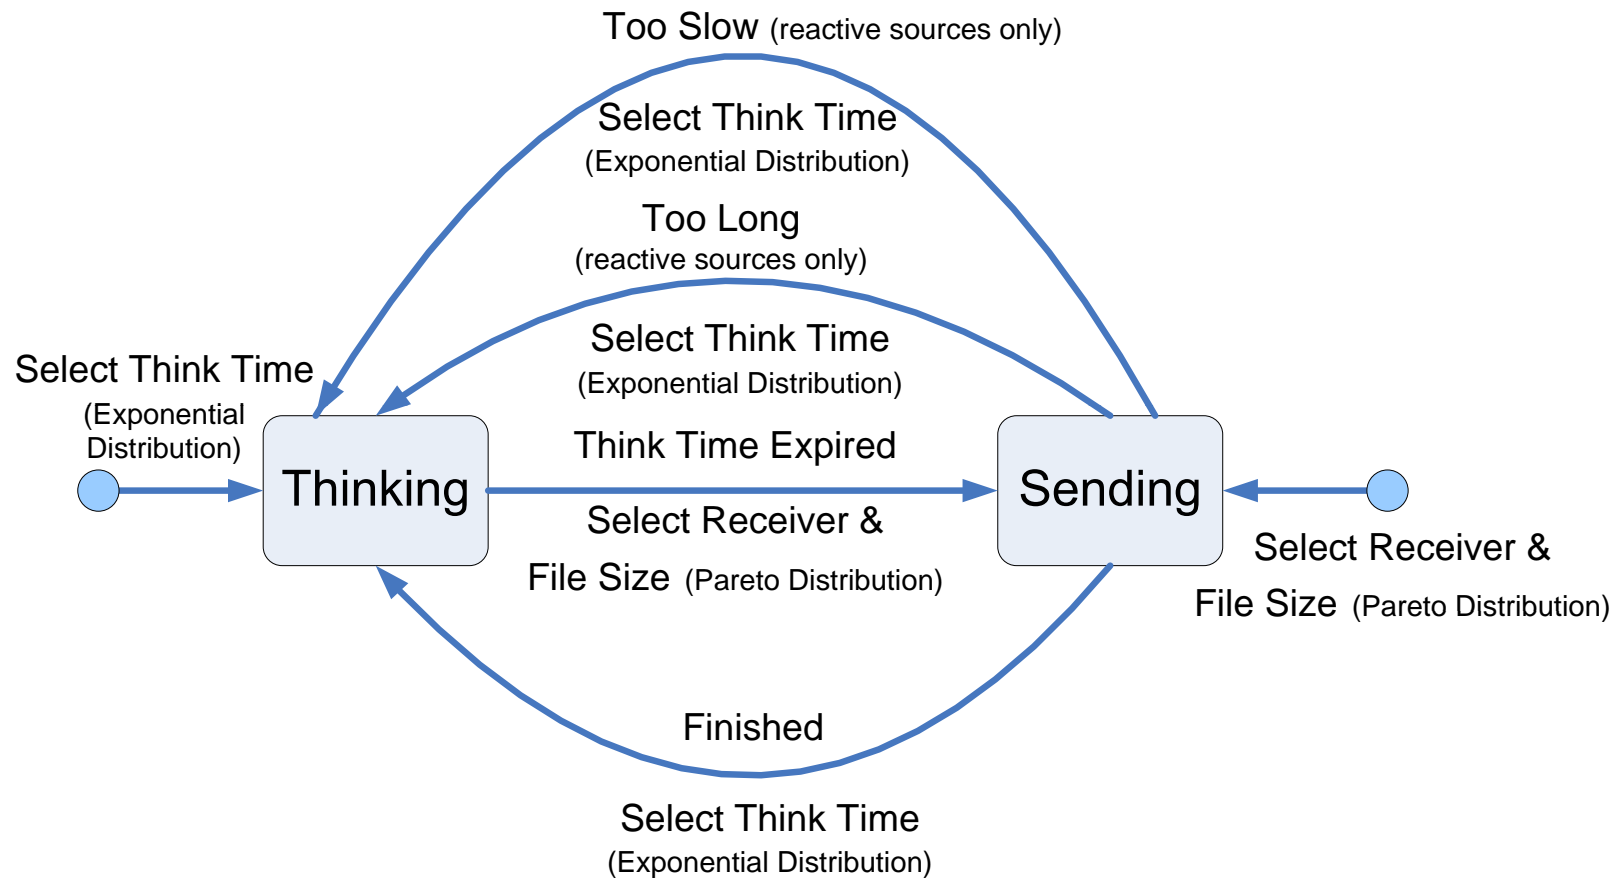 Too Slow (reactive sources only)
Select Think Time
(Exponential Distribution)
Too Long
(reactive sources only)
Select Think Time
(Exponential Distribution)
Select Think Time
(Exponential
Distribution)
Think Time Expired
Thinking
Sending
Select Receiver &
File Size (Pareto Distribution)
Select Receiver &
File Size (Pareto Distribution)
Finished
Select Think Time
(Exponential Distribution)